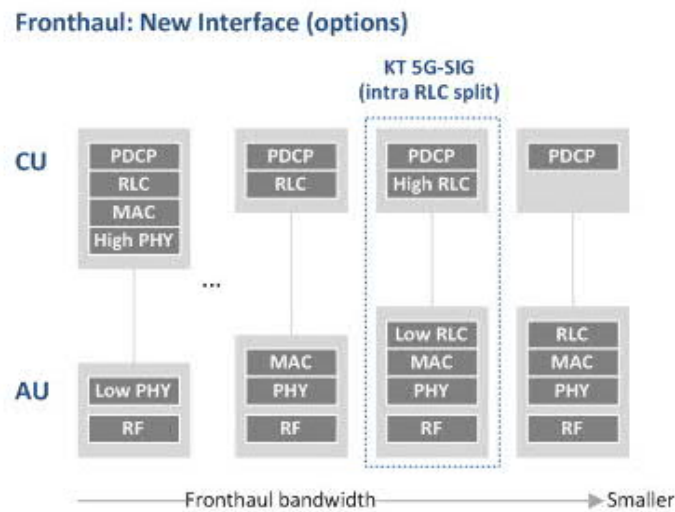 Fronthaul: New Interface (options)
KT 5G-SIG
(intra RLC split)
CU
PDCP
RLC
MAC
High PHY
PDCP
RLC
PDCP
High RLC
PDCP
...
AU
Low PHY
RF
MAC
PHY
RF
Low RLC
MAC
PHY
RF
RLC
MAC
PHY
RF
Fronthaul bandwidth
Smaller